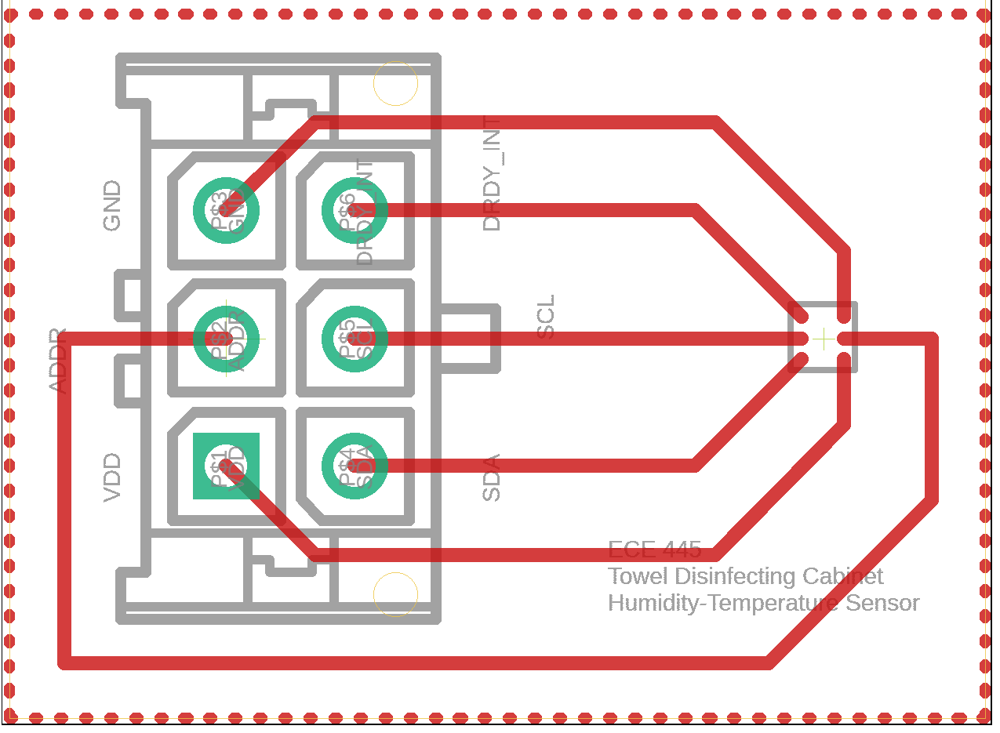 GND
P$3
GND
P$6
DRDY_INT
DRDY_INT
ADDR
P$2
ADDR
P$5
SCL
SCL
VDD
P$1
VDD
P$4
SDA
SDA
ECE 445
Towel Disinfecting Cabinet
Humidity-Temperature Sensor